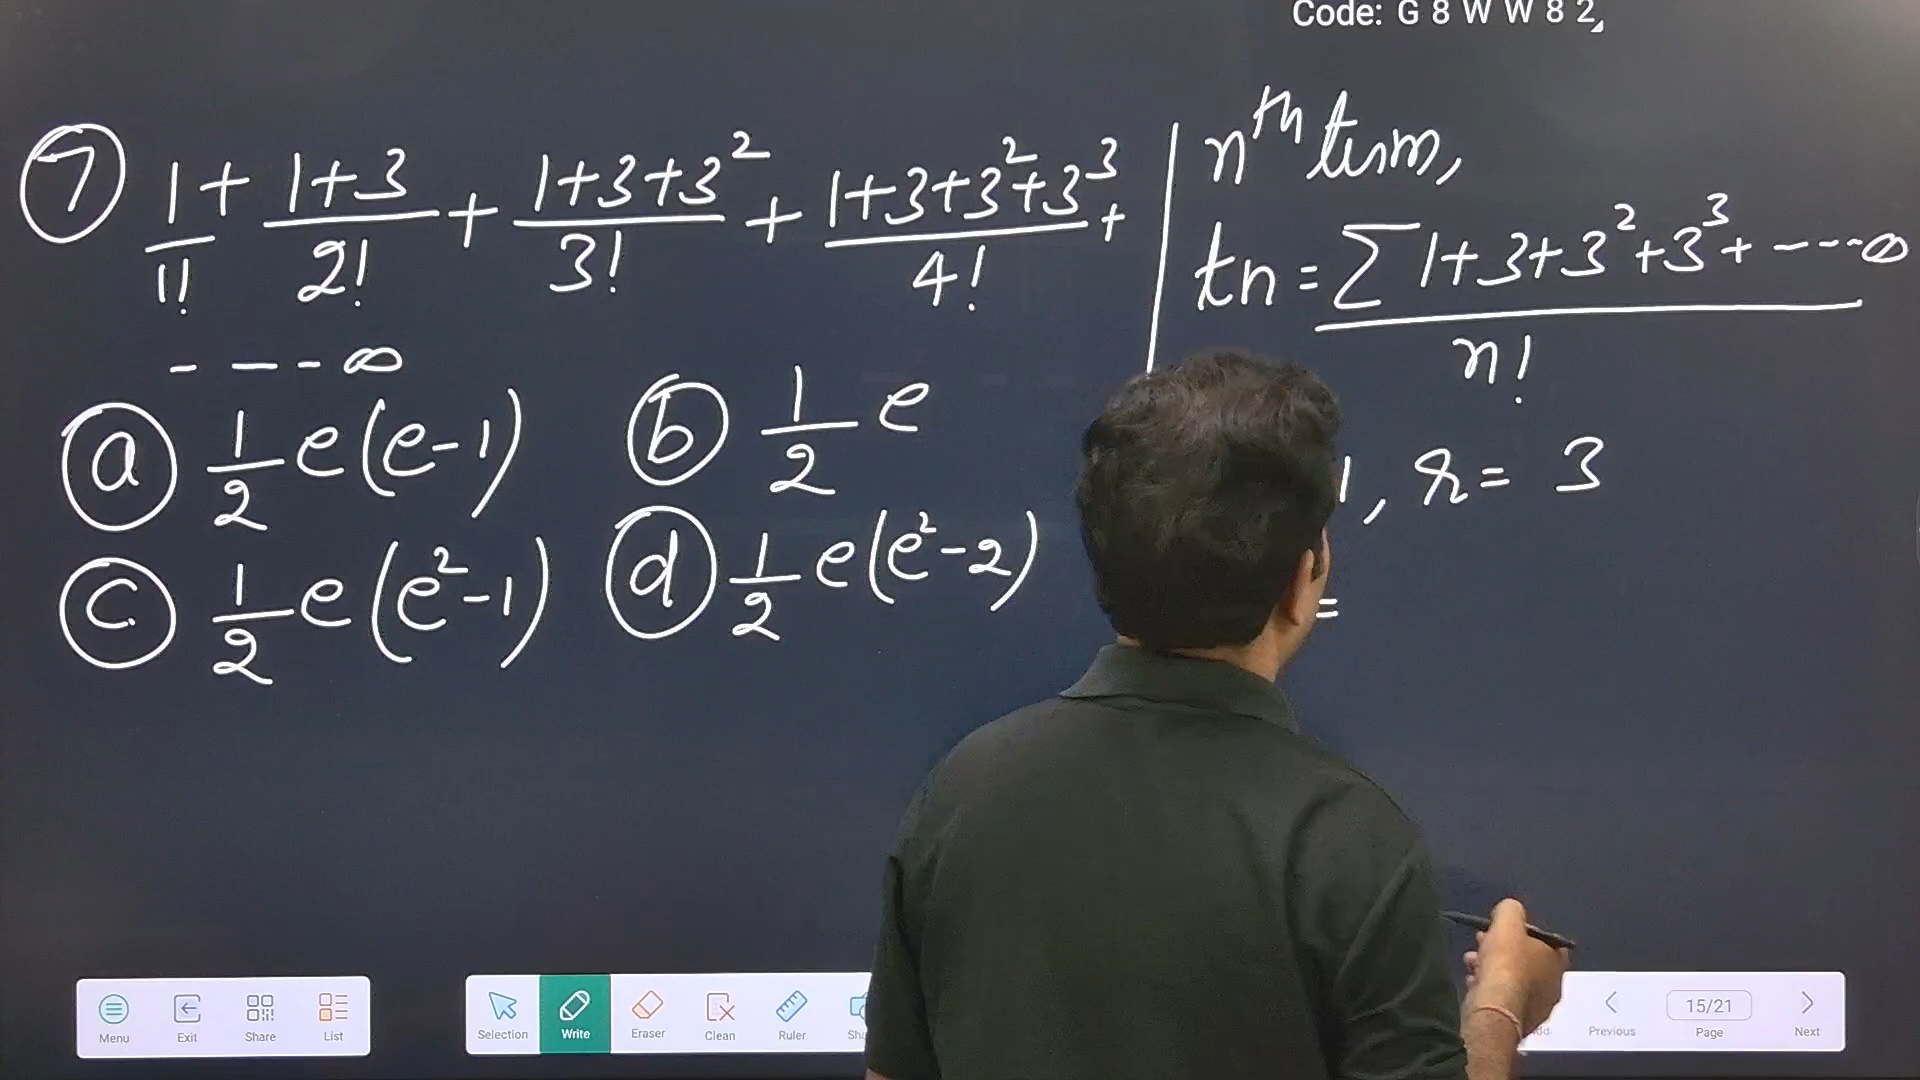 Code: G 8 W W 8 2
⑦ 1/1! + (1+3)/2! + (1+3+3²)/3! + (1+3+3²+3³)/4! +
- - - - ∞
ⓐ 1/2 e(e-1) ⓑ 1/2 e
ⓒ 1/2 e(e²-1) ⓓ 1/2 e(e²-2)
nth term,
tn = (Σ 1+3+3²+3³+ - - - - ∞)/n!
1, r = 3
=
Menu Exit Share List
Selection Write Eraser Clean Ruler
Previous 15/21 Page Next